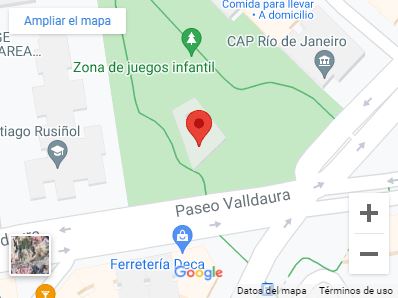 Ampliar el mapa
Comida para llevar
• A domicilio
CAP Río de Janeiro
Zona de juegos infantil
AREA...
tiago Rusiñol
Paseo Valldaura
Ferretería Deca
Google
Datos del mapa
Términos de uso